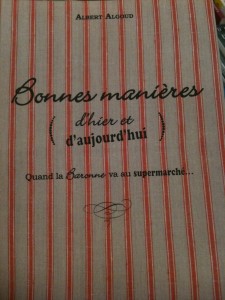 ALBERT ALGOUD
Bonnes manières
(d'hier et
d'aujourd'hui)
Quand la Baronne va au supermarché...